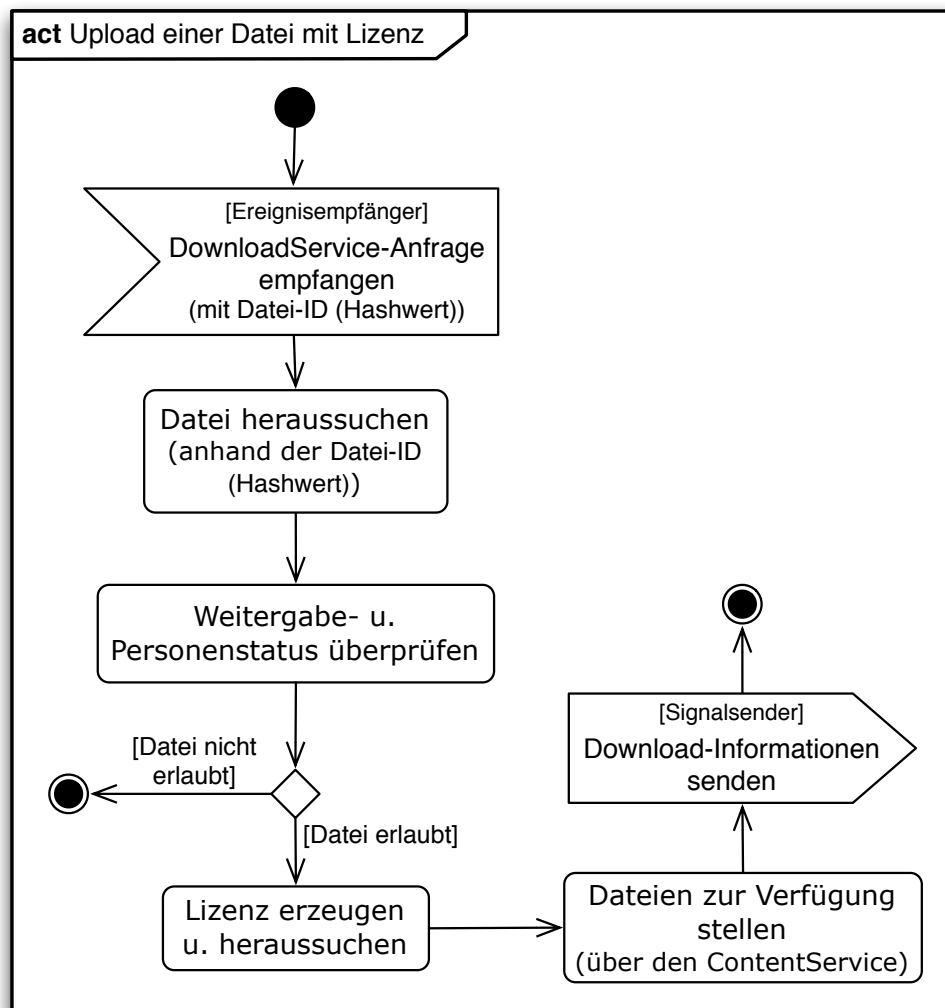 act Upload einer Datei mit Lizenz
[Ereignisempfänger]
DownloadService-Anfrage
empfangen
(mit Datei-ID (Hashwert))
Datei heraussuchen
(anhand der Datei-ID
(Hashwert))
Weitergabe- u.
Personenstatus überprüfen
[Datei nicht
erlaubt]
[Datei erlaubt]
Lizenz erzeugen
u. heraussuchen
Dateien zur Verfügung
stellen
(über den ContentService)
[Signalsender]
Download-Informationen
senden